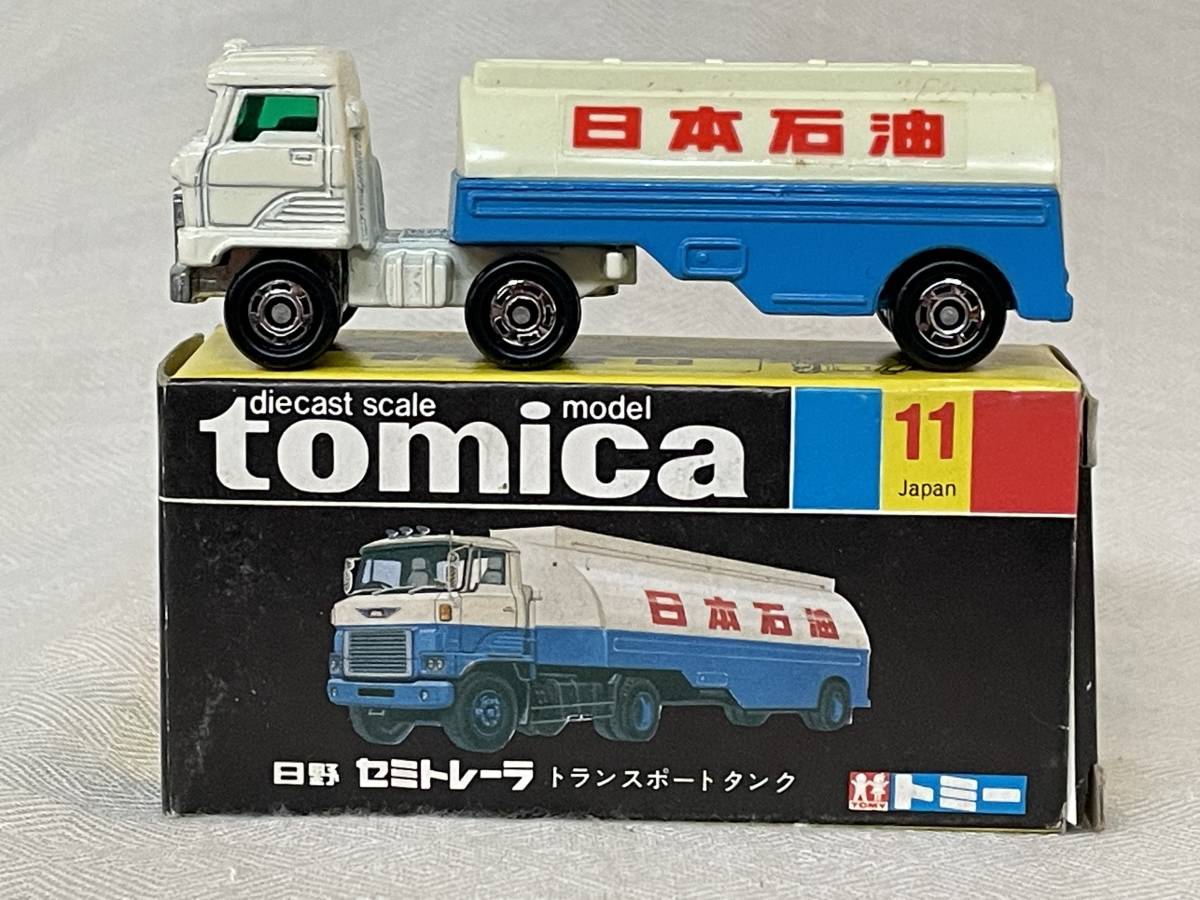 日本石油
diecast scale model
tomica
11
Japan
日本石油
日野 セミトレーラ トランスポートタンク
TOMY
トミー